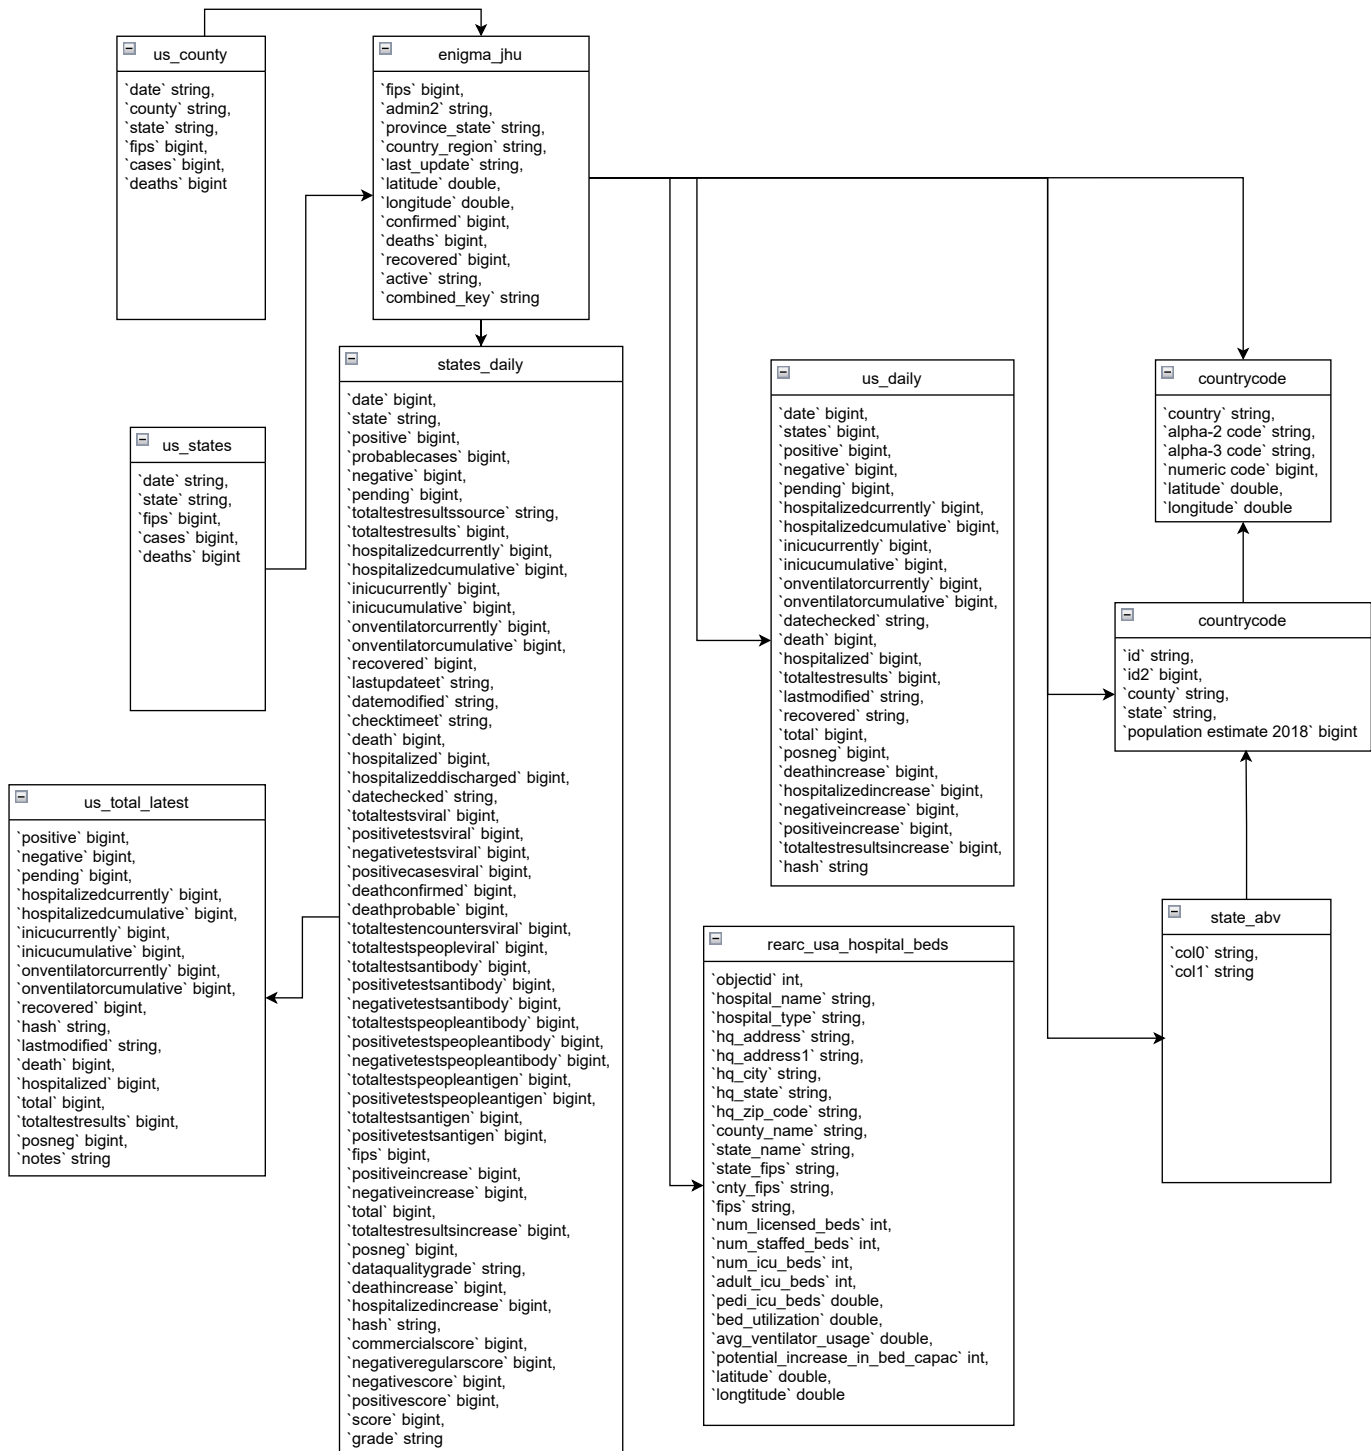 us_county
`date` string,
`county` string,
`state` string,
`fips` bigint,
`cases` bigint,
`deaths` bigint
enigma_jhu
`fips` bigint,
`admin2` string,
`province_state` string,
`country_region` string,
`last_update` string,
`latitude` double,
`longitude` double,
`confirmed` bigint,
`deaths` bigint,
`recovered` bigint,
`active` string,
`combined_key` string
us_states
`date` string,
`state` string,
`fips` bigint,
`cases` bigint,
`deaths` bigint
states_daily
`date` bigint,
`state` string,
`positive` bigint,
`probablecases` bigint,
`negative` bigint,
`pending` bigint,
`totaltestresultssource` string,
`totaltestresults` bigint,
`hospitalizedcurrently` bigint,
`hospitalizedcumulative` bigint,
`inicucurrently` bigint,
`inicucumulative` bigint,
`onventilatorcurrently` bigint,
`onventilatorcumulative` bigint,
`recovered` bigint,
`lastupdateet` string,
`datemodified` string,
`checktimeet` string,
`death` bigint,
`hospitalized` bigint,
`hospitalizeddischarged` bigint,
`datechecked` string,
`totaltestsviral` bigint,
`positivetestsviral` bigint,
`negativetestsviral` bigint,
`positivecasesviral` bigint,
`deathconfirmed` bigint,
`deathprobable` bigint,
`totaltestencountersviral` bigint,
`totaltestspeopleviral` bigint,
`totaltestsantibody` bigint,
`positivetestsantibody` bigint,
`negativetestsantibody` bigint,
`totaltestspeopleantibody` bigint,
`positivetestspeopleantibody` bigint,
`negativetestspeopleantibody` bigint,
`totaltestspeopleantigen` bigint,
`positivetestspeopleantigen` bigint,
`totaltestsantigen` bigint,
`positivetestsantigen` bigint,
`fips` bigint,
`positiveincrease` bigint,
`negativeincrease` bigint,
`total` bigint,
`totaltestresultsincrease` bigint,
`posneg` bigint,
`dataqualitygrade` string,
`deathincrease` bigint,
`hospitalizedincrease` bigint,
`hash` string,
`commercialscore` bigint,
`negativeregularscore` bigint,
`negativescore` bigint,
`positivescore` bigint,
`score` bigint,
`grade` string
us_daily
`date` bigint,
`states` bigint,
`positive` bigint,
`negative` bigint,
`pending` bigint,
`hospitalizedcurrently` bigint,
`hospitalizedcumulative` bigint,
`inicucurrently` bigint,
`inicucumulative` bigint,
`onventilatorcurrently` bigint,
`onventilatorcumulative` bigint,
`datechecked` string,
`death` bigint,
`hospitalized` bigint,
`totaltestresults` bigint,
`lastmodified` string,
`recovered` string,
`total` bigint,
`posneg` bigint,
`deathincrease` bigint,
`hospitalizedincrease` bigint,
`negativeincrease` bigint,
`positiveincrease` bigint,
`totaltestresultsincrease` bigint,
`hash` string
countrycode
`country` string,
`alpha-2 code` string,
`alpha-3 code` string,
`numeric code` bigint,
`latitude` double,
`longitude` double
countrycode
`id` string,
`id2` bigint,
`county` string,
`state` string,
`population estimate 2018` bigint
us_total_latest
`positive` bigint,
`negative` bigint,
`pending` bigint,
`hospitalizedcurrently` bigint,
`hospitalizedcumulative` bigint,
`inicucurrently` bigint,
`inicucumulative` bigint,
`onventilatorcurrently` bigint,
`onventilatorcumulative` bigint,
`recovered` bigint,
`hash` string,
`lastmodified` string,
`death` bigint,
`hospitalized` bigint,
`total` bigint,
`totaltestresults` bigint,
`posneg` bigint,
`notes` string
rearc_usa_hospital_beds
`objectid` int,
`hospital_name` string,
`hospital_type` string,
`hq_address` string,
`hq_address1` string,
`hq_city` string,
`hq_state` string,
`hq_zip_code` string,
`county_name` string,
`state_name` string,
`state_fips` string,
`cnty_fips` string,
`fips` string,
`num_licensed_beds` int,
`num_staffed_beds` int,
`num_icu_beds` int,
`adult_icu_beds` int,
`pedi_icu_beds` double,
`bed_utilization` double,
`avg_ventilator_usage` double,
`potential_increase_in_bed_capac` int,
`latitude` double,
`longtitude` double
state_abv
`col0` string,
`col1` string